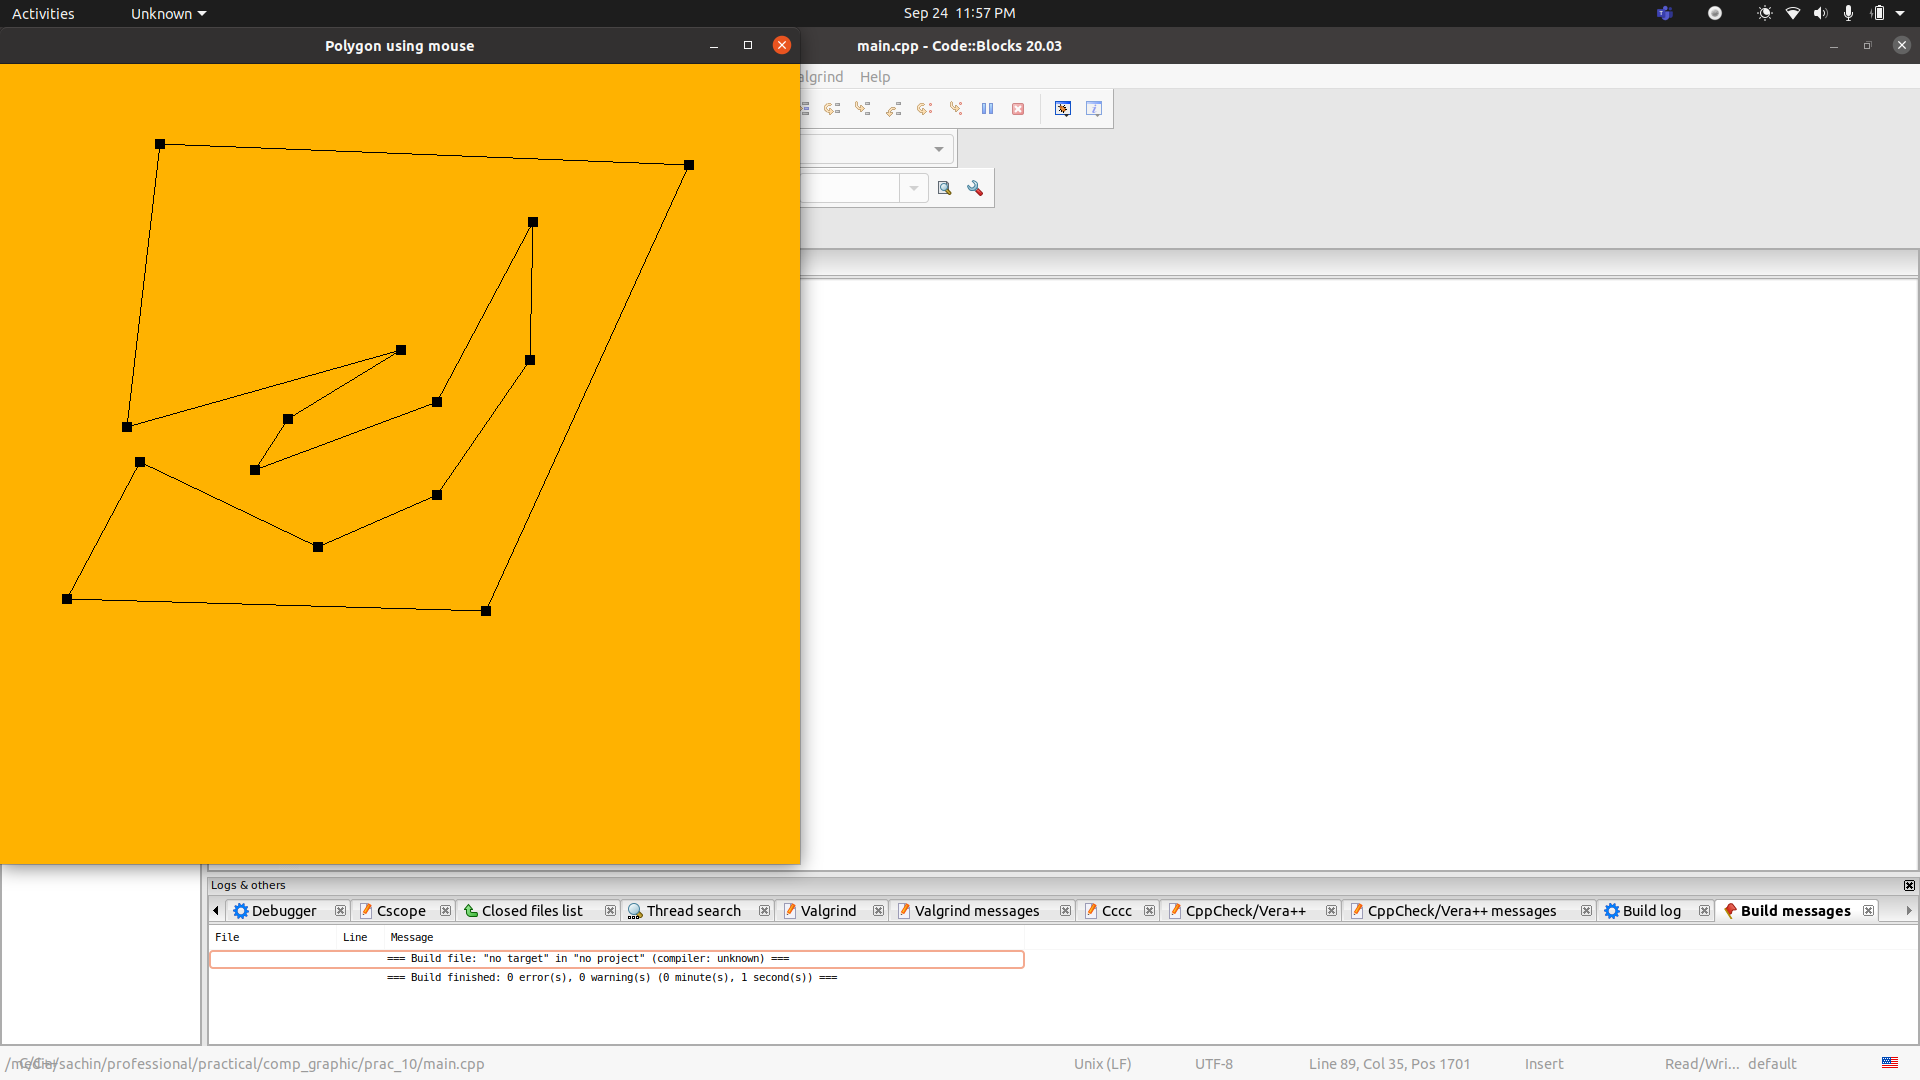 Activities Unknown Sep 24 11:57 PM
Polygon using mouse
main.cpp - Code::Blocks 20.03
algrind Help
Logs & others
Debugger Cscope Closed files list Thread search Valgrind Valgrind messages Cccc CppCheck/Vera++ CppCheck/Vera++ messages Build log Build messages
File Line Message
=== Build file: "no target" in "no project" (compiler: unknown) ===
=== Build finished: 0 error(s), 0 warning(s) (0 minute(s), 1 second(s)) ===
/media/sachin/professional/practical/comp_graphic/prac_10/main.cpp Unix (LF) UTF-8 Line 89, Col 35, Pos 1701 Insert Read/Wri... default